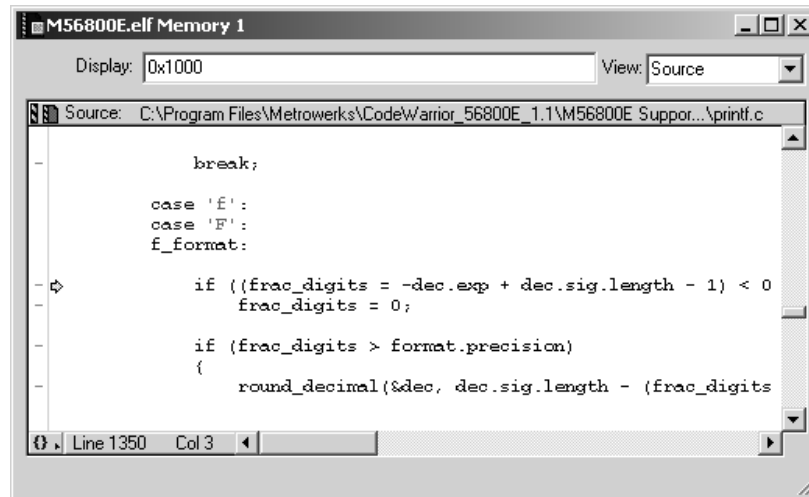 M56800E.elf Memory 1
Display: 0x1000 View: Source
Source: C:\Program Files\Metrowerks\CodeWarrior_56800E_1.1\M56800E Suppor...\printf.c
break;
case 'f':
case 'F':
f_format:
if ((frac_digits = -dec.exp + dec.sig.length - 1) < 0
frac_digits = 0;
if (frac_digits > format.precision)
{
round_decimal(&dec, dec.sig.length - (frac_digits
Line 1350 Col 3